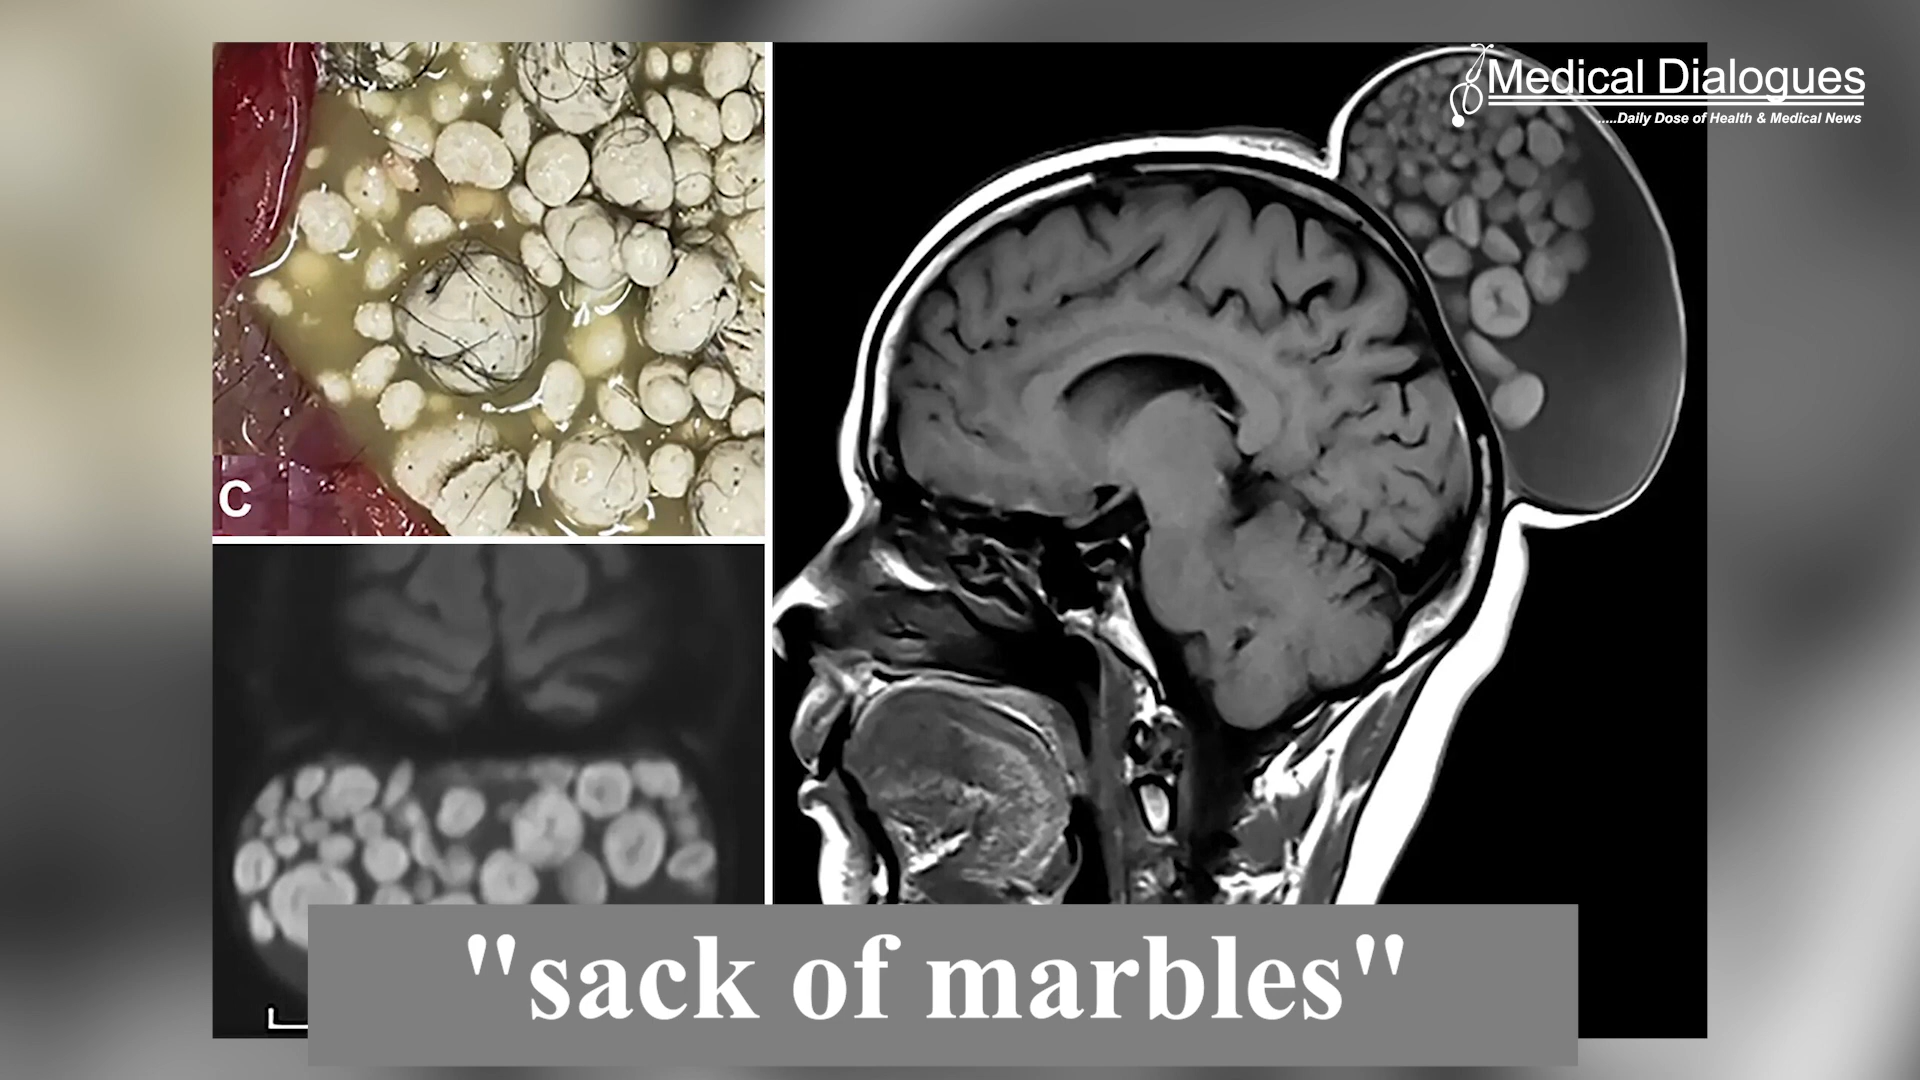 Medical Dialogues
.....Daily Dose of Health & Medical News
C
"sack of marbles"